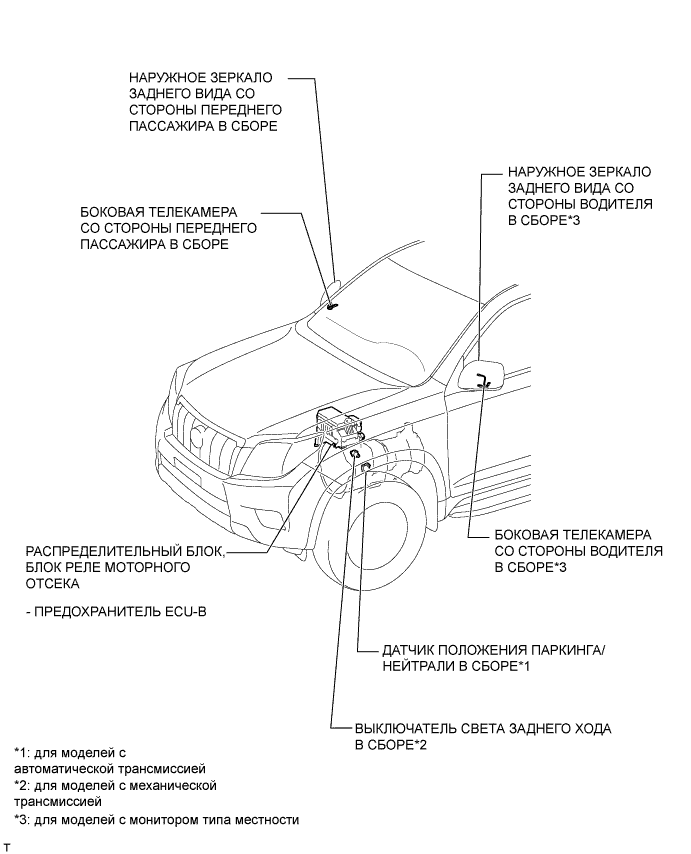 НАРУЖНОЕ ЗЕРКАЛО
ЗАДНЕГО ВИДА СО
СТОРОНЫ ПЕРЕДНЕГО
ПАССАЖИРА В СБОРЕ
НАРУЖНОЕ ЗЕРКАЛО
ЗАДНЕГО ВИДА СО
СТОРОНЫ ВОДИТЕЛЯ
В СБОРЕ*3
БОКОВАЯ ТЕЛЕКАМЕРА
СО СТОРОНЫ ПЕРЕДНЕГО
ПАССАЖИРА В СБОРЕ
БОКОВАЯ ТЕЛЕКАМЕРА
СО СТОРОНЫ ВОДИТЕЛЯ
В СБОРЕ*3
РАСПРЕДЕЛИТЕЛЬНЫЙ БЛОК,
БЛОК РЕЛЕ МОТОРНОГО
ОТСЕКА
- ПРЕДОХРАНИТЕЛЬ ECU-B
ДАТЧИК ПОЛОЖЕНИЯ ПАРКИНГА/
НЕЙТРАЛИ В СБОРЕ*1
ВЫКЛЮЧАТЕЛЬ СВЕТА ЗАДНЕГО ХОДА
В СБОРЕ*2
*1: для моделей с
автоматической трансмиссией
*2: для моделей с механической
трансмиссией
*3: для моделей с монитором типа местности
T